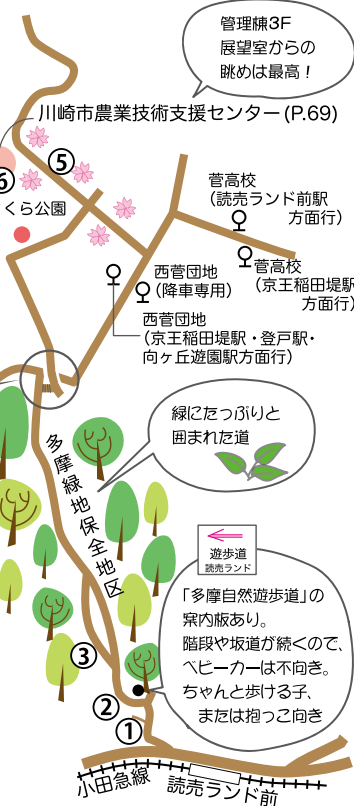 管理棟3F
展望室からの
眺めは最高！
川崎市農業技術支援センター(P.69)
⑤
⑥
くら公園
菅高校
(読売ランド前駅
方面行)
菅高校
(京王稲田堤駅
方面行)
西菅団地
(降車専用)
西菅団地
(京王稲田堤駅・登戸駅・
向ヶ丘遊園駅方面行)
緑にたっぷりと
囲まれた道
多摩緑地保全地区
遊歩道
読売ランド
「多摩自然遊歩道」の
案内版あり。
階段や坂道が続くので、
ベビーカーは不向き。
ちゃんと歩ける子、
または抱っこ向き
③
②
①
小田急線
読売ランド前